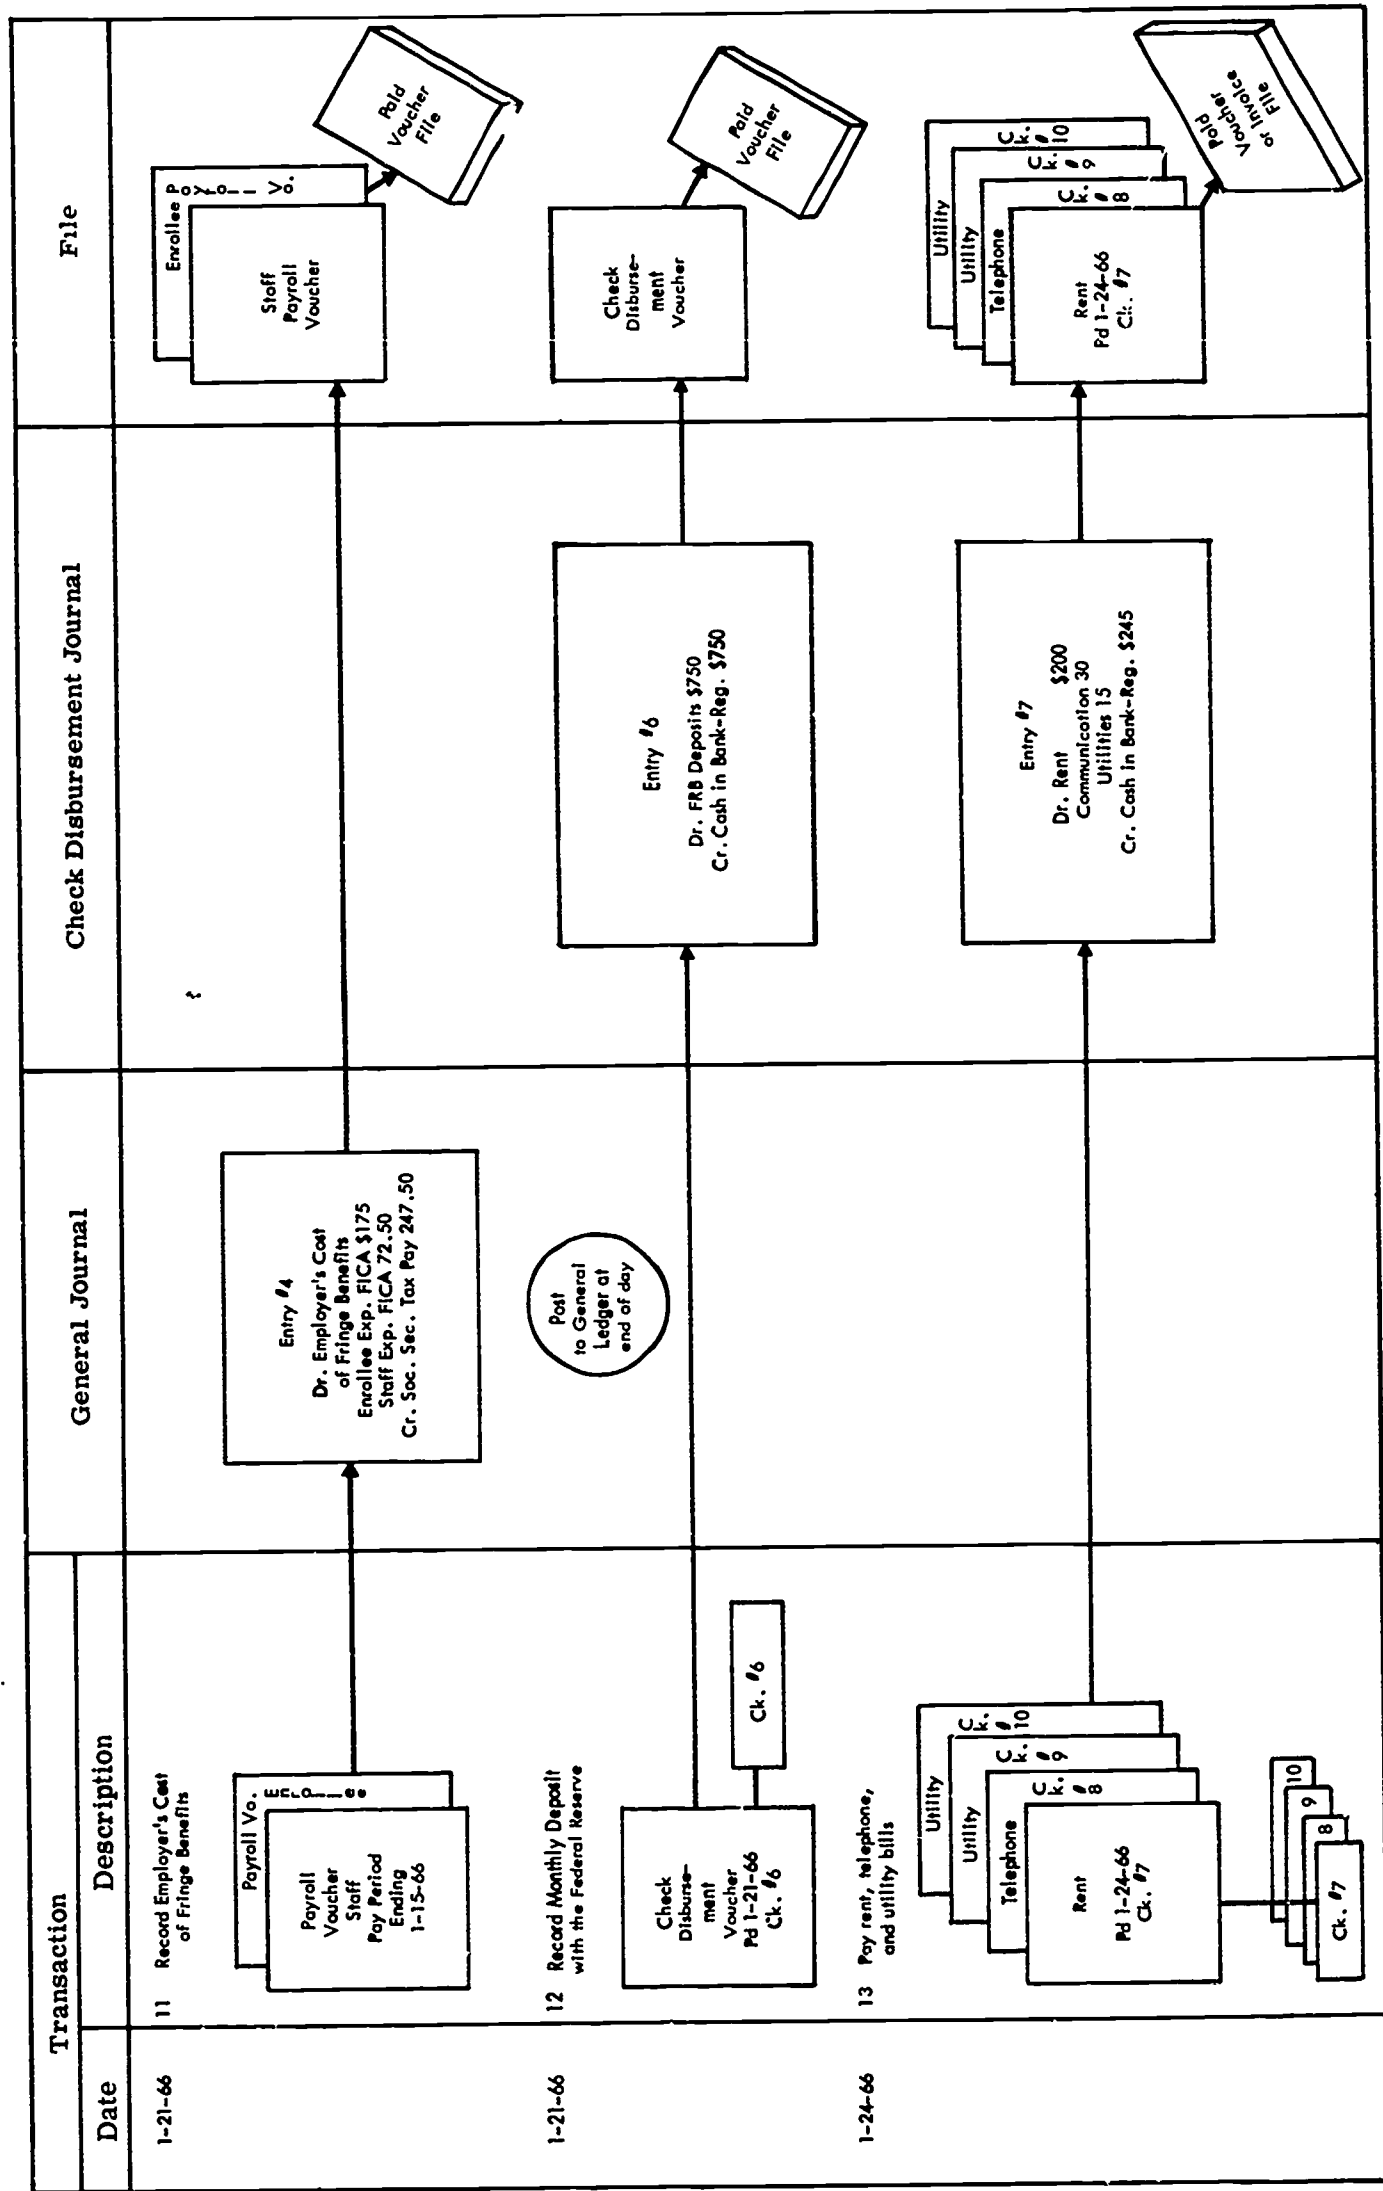 Transaction
General Journal
Check Disbursement Journal
File
Date
Description
1-21-66
11 Record Employer's Cost
of Fringe Benefits
Payroll Vo.
Enrollee
Payroll
Voucher
Staff
Pay Period
Ending
1-15-66
Entry #4
Dr. Employer's Cost
of Fringe Benefits
Enrollee Exp. FICA $175
Staff Exp. FICA 72.50
Cr. Soc. Sec. Tax Pay 247.50
Enrollee Payroll Vo.
Staff
Payroll
Voucher
Paid
Voucher
File
1-21-66
12 Record Monthly Deposit
with the Federal Reserve
Check
Disburse-
ment
Voucher
Pd 1-21-66
Ck. #6
Ck. #6
Post
to General
Ledger at
end of day
Entry #6
Dr. FRB Deposits $750
Cr. Cash in Bank-Reg. $750
Check
Disburse-
ment
Voucher
Paid
Voucher
File
1-24-66
13 Pay rent, telephone,
and utility bills
Utility
Ck. # 10
Utility
Ck. # 9
Telephone
Ck. # 8
Rent
Pd 1-24-66
Ck. #7
10
9
8
Ck. #7
Entry #7
Dr. Rent $200
Communication 30
Utilities 15
Cr. Cash in Bank-Reg. $245
Utility
Ck. # 10
Utility
Ck. # 9
Telephone
Ck. # 8
Rent
Pd 1-24-66
Ck. #7
Paid
Voucher
or Invoice
File